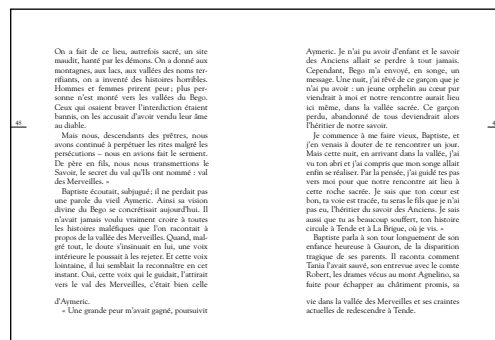 On a fait de ce lieu, autrefois sacré, un site
maudit, hanté par les démons. On a donné aux
montagnes, aux lacs, aux vallées des noms ter-
rifiants, on a inventé des histoires horribles.
Hommes et femmes prirent peur ; plus per-
sonne n'est monté vers les vallées du Bego.
Ceux qui osaient braver l'interdiction étaient
bannis, on les accusait d'avoir vendu leur âme
au diable.
Mais nous, descendants des prêtres, nous
avons continué à perpétuer les rites malgré les
persécutions – nous en avions fait le serment.
De père en fils, nous nous transmettons le
Savoir, le secret du val qu'Ils ont nommé : val
des Merveilles. »
Baptiste écoutait, subjugué ; il ne perdait pas
une parole du vieil Aymeric. Ainsi sa vision
divine du Bego se concrétisait aujourd'hui. Il
n'avait jamais voulu vraiment croire à toutes
les histoires maléfiques que l'on racontait à
propos de la vallée des Merveilles. Quand, mal-
gré tout, le doute s'insinuait en lui, une voix
intérieure le poussait à les rejeter. Et cette voix
lointaine, il lui semblait la reconnaître en cet
instant. Oui, cette voix qui le guidait, l'attirait
vers le val des Merveilles, c'était bien celle
d'Aymeric.
« Une grande peur m'avait gagné, poursuivit
48
Aymeric. Je n'ai pu avoir d'enfant et le savoir
des Anciens allait se perdre à tout jamais.
Cependant, Bego m'a envoyé, en songe, un
message. Une nuit, j'ai rêvé de ce garçon que je
n'ai pu avoir : un jeune orphelin au cœur pur
viendrait à moi et notre rencontre aurait lieu
ici même, dans la vallée sacrée. Ce garçon
perdu, abandonné de tous deviendrait alors
l'héritier de notre savoir.
Je commence à me faire vieux, Baptiste, et
j'en venais à douter de te rencontrer un jour.
Mais cette nuit, en arrivant dans la vallée, j'ai
vu ton abri et j'ai compris que mon songe allait
enfin se réaliser. Par la pensée, j'ai guidé tes pas
vers moi pour que notre rencontre ait lieu à
cette roche sacrée. Je sais que ton cœur est
bon, ta voie est tracée, tu seras le fils que je n'ai
pas eu, l'héritier du savoir des Anciens. Je sais
aussi que tu as beaucoup souffert, ton histoire
circule à Tende et à La Brigue, où je vis. »
Baptiste parla à son tour longuement de son
enfance heureuse à Gauron, de la disparition
tragique de ses parents. Il raconta comment
Tania l'avait sauvé, son entrevue avec le comte
Robert, les drames vécus au mont Agnelino, sa
fuite pour échapper au châtiment promis, sa
vie dans la vallée des Merveilles et ses craintes
actuelles de redescendre à Tende.